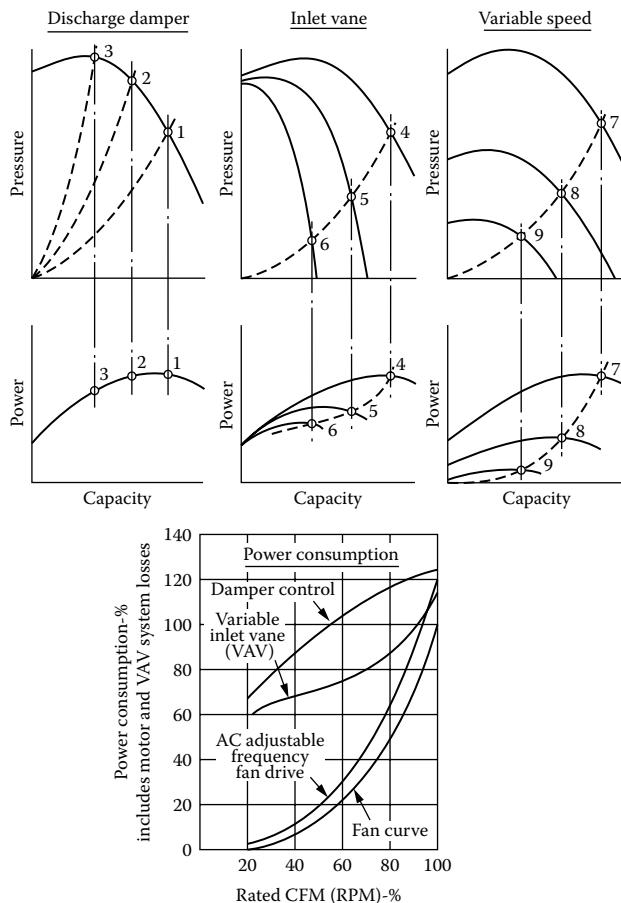 Discharge damper
Inlet vane
Variable speed
Pressure
3
2
1
Pressure
4
5
6
Pressure
7
8
9
Power
3
2
1
Power
4
5
6
Power
7
8
9
Capacity
Capacity
Capacity
Power consumption-%
includes motor and VAV system losses
140
120
100
80
60
40
20
0
Power consumption
Damper control
Variable
inlet vane
(VAV)
AC adjustable
frequency
fan drive
Fan curve
20
40
60
80
100
Rated CFM (RPM)-%